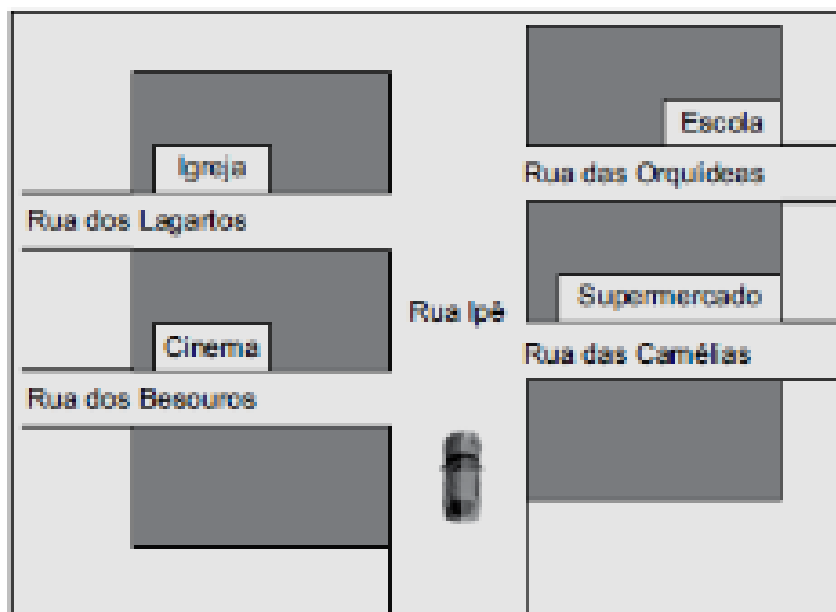 Escola
Igreja
Rua das Orquídeas
Rua dos Lagartos
Supermercado
Rua Ipê
Cinema
Rua das Camélias
Rua dos Besouros